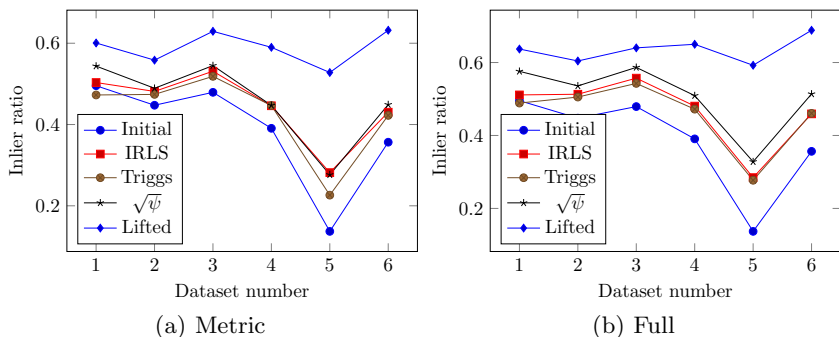 0.6
0.4
0.2
Inlier ratio
Initial
IRLS
Triggs
√ψ
Lifted
1 2 3 4 5 6
Dataset number
(a) Metric
0.6
0.4
0.2
Inlier ratio
Initial
IRLS
Triggs
√ψ
Lifted
1 2 3 4 5 6
Dataset number
(b) Full